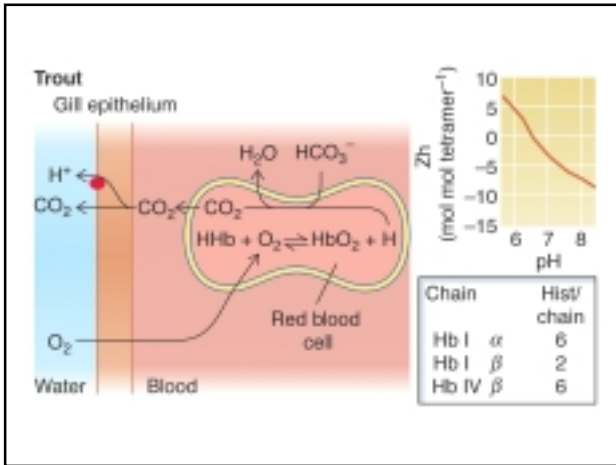 Trout
Gill epithelium
H₂O HCO₃⁻
H⁺
CO₂ CO₂ CO₂
HHb + O₂ ⇌ HbO₂ + H
Red blood
cell
O₂
Water Blood
Zh
(mol mol tetramer⁻¹)
10
5
0
−5
−10
−15
6 7 8
pH
Chain Hist/
chain
Hb I α 6
Hb I β 2
Hb IV β 6